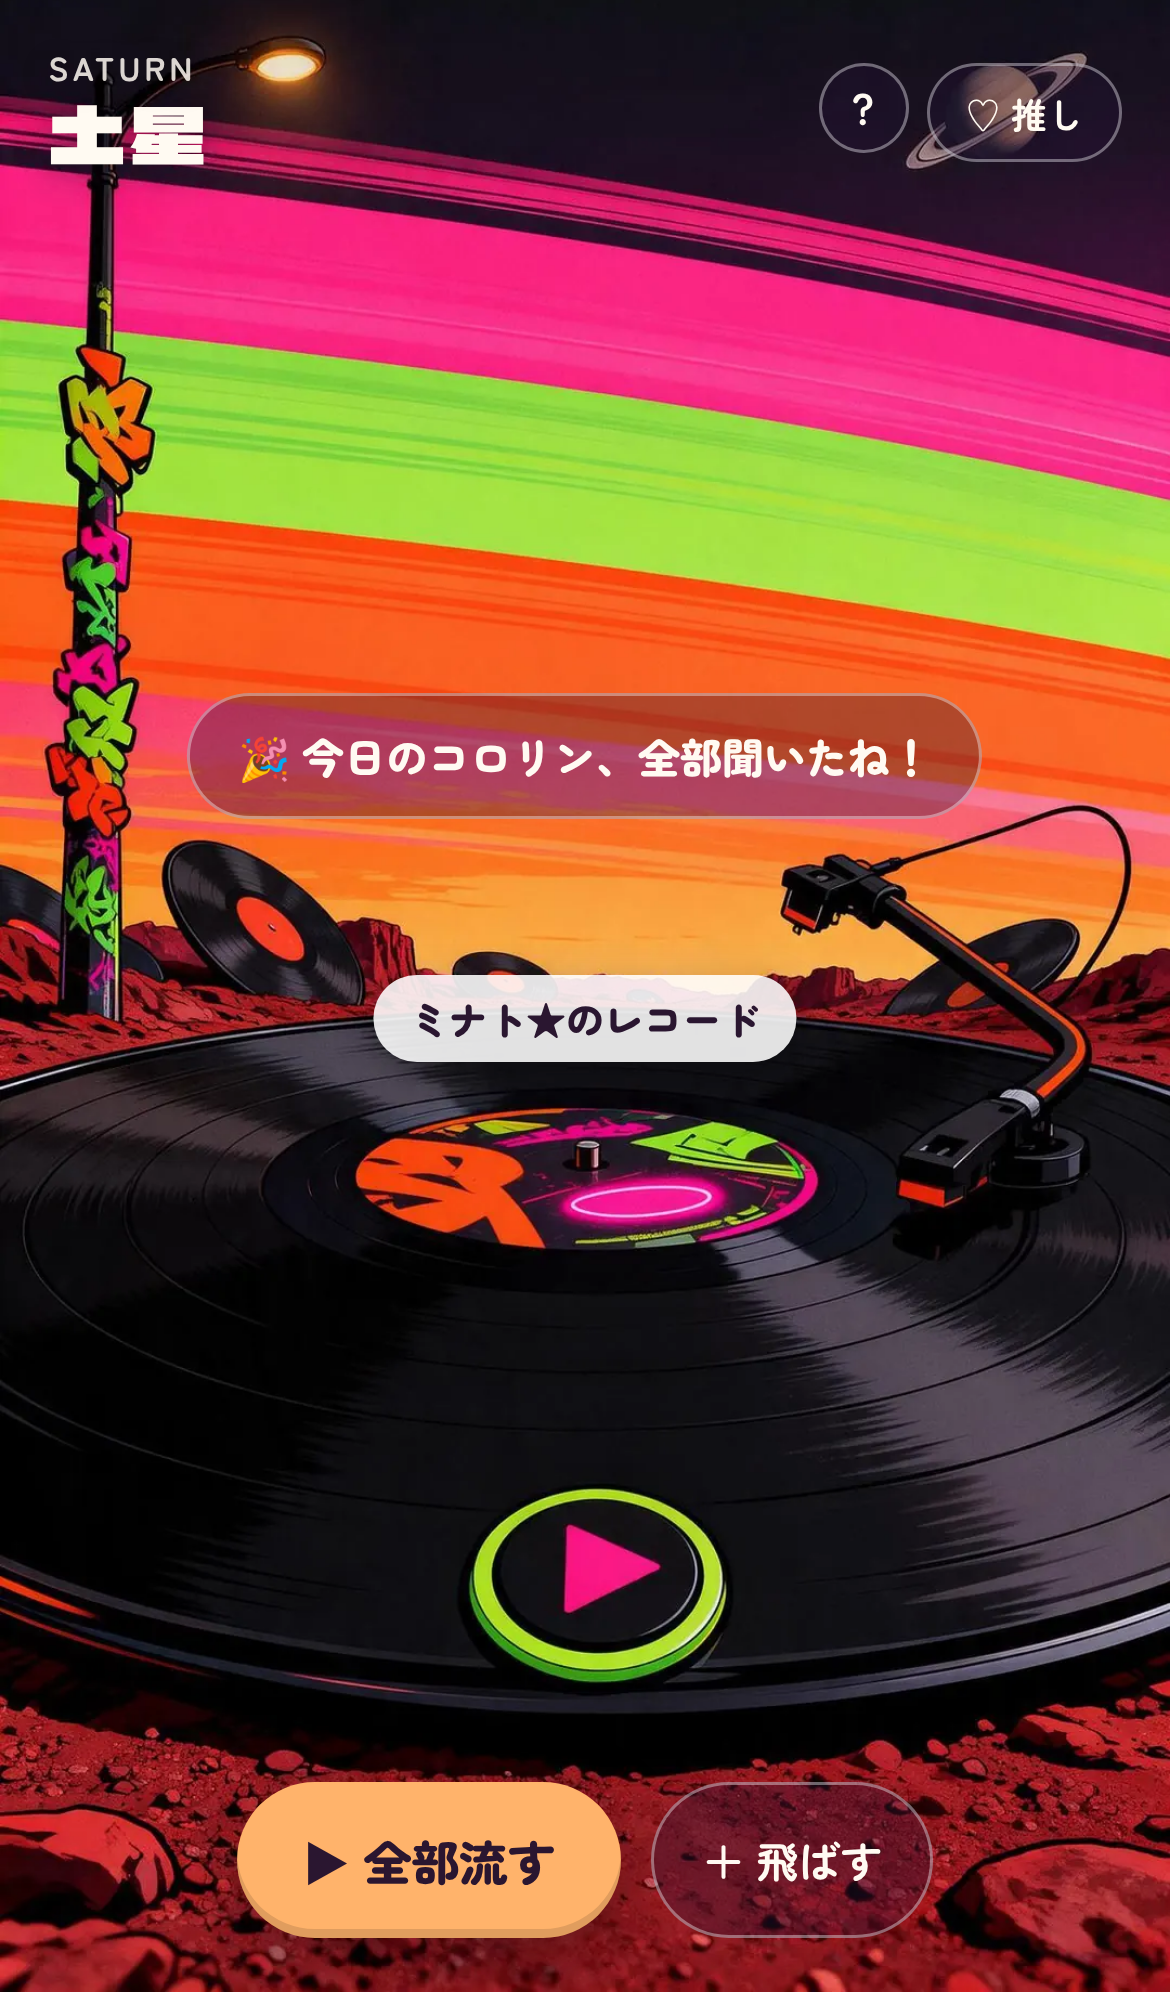 SATURN
土星
?
♡ 推し
🎉 今日のコロリン、全部聞いたね！
ミナト★のレコード
▶ 全部流す
＋ 飛ばす